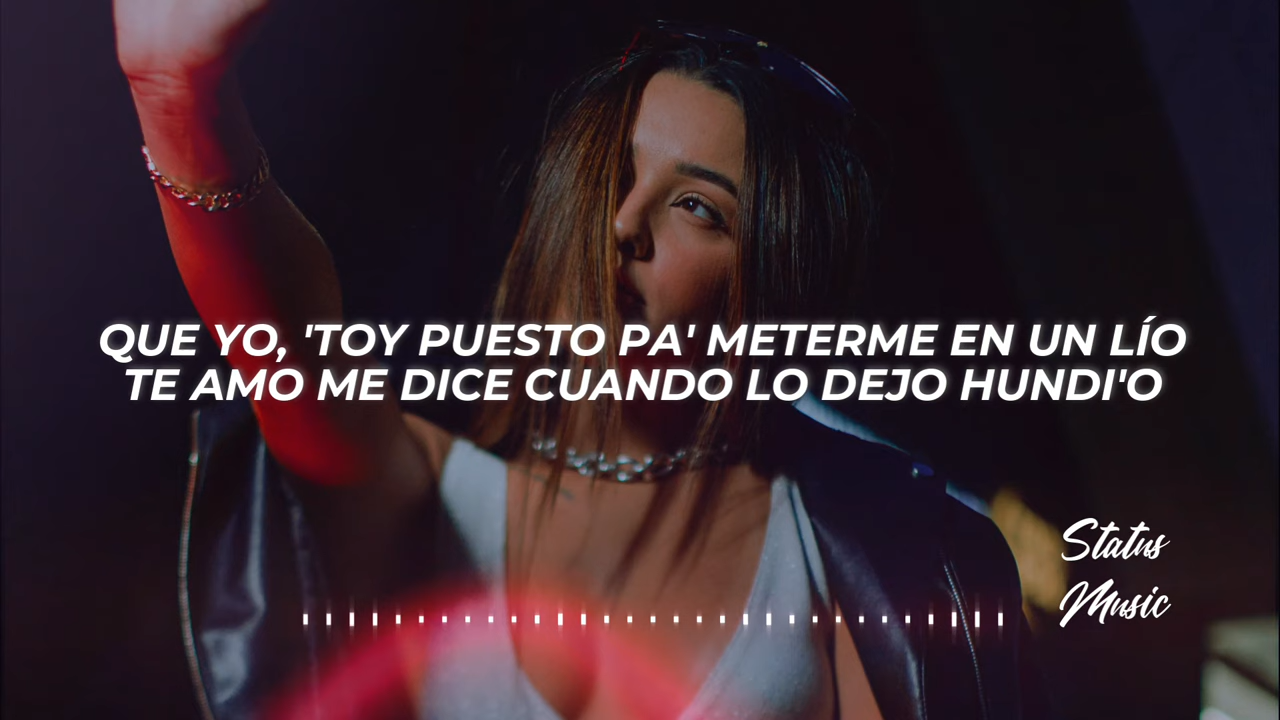 QUE YO, 'TOY PUESTO PA' METERME EN UN LÍO
TE AMO ME DICE CUANDO LO DEJO HUNDI'O
Status
Music